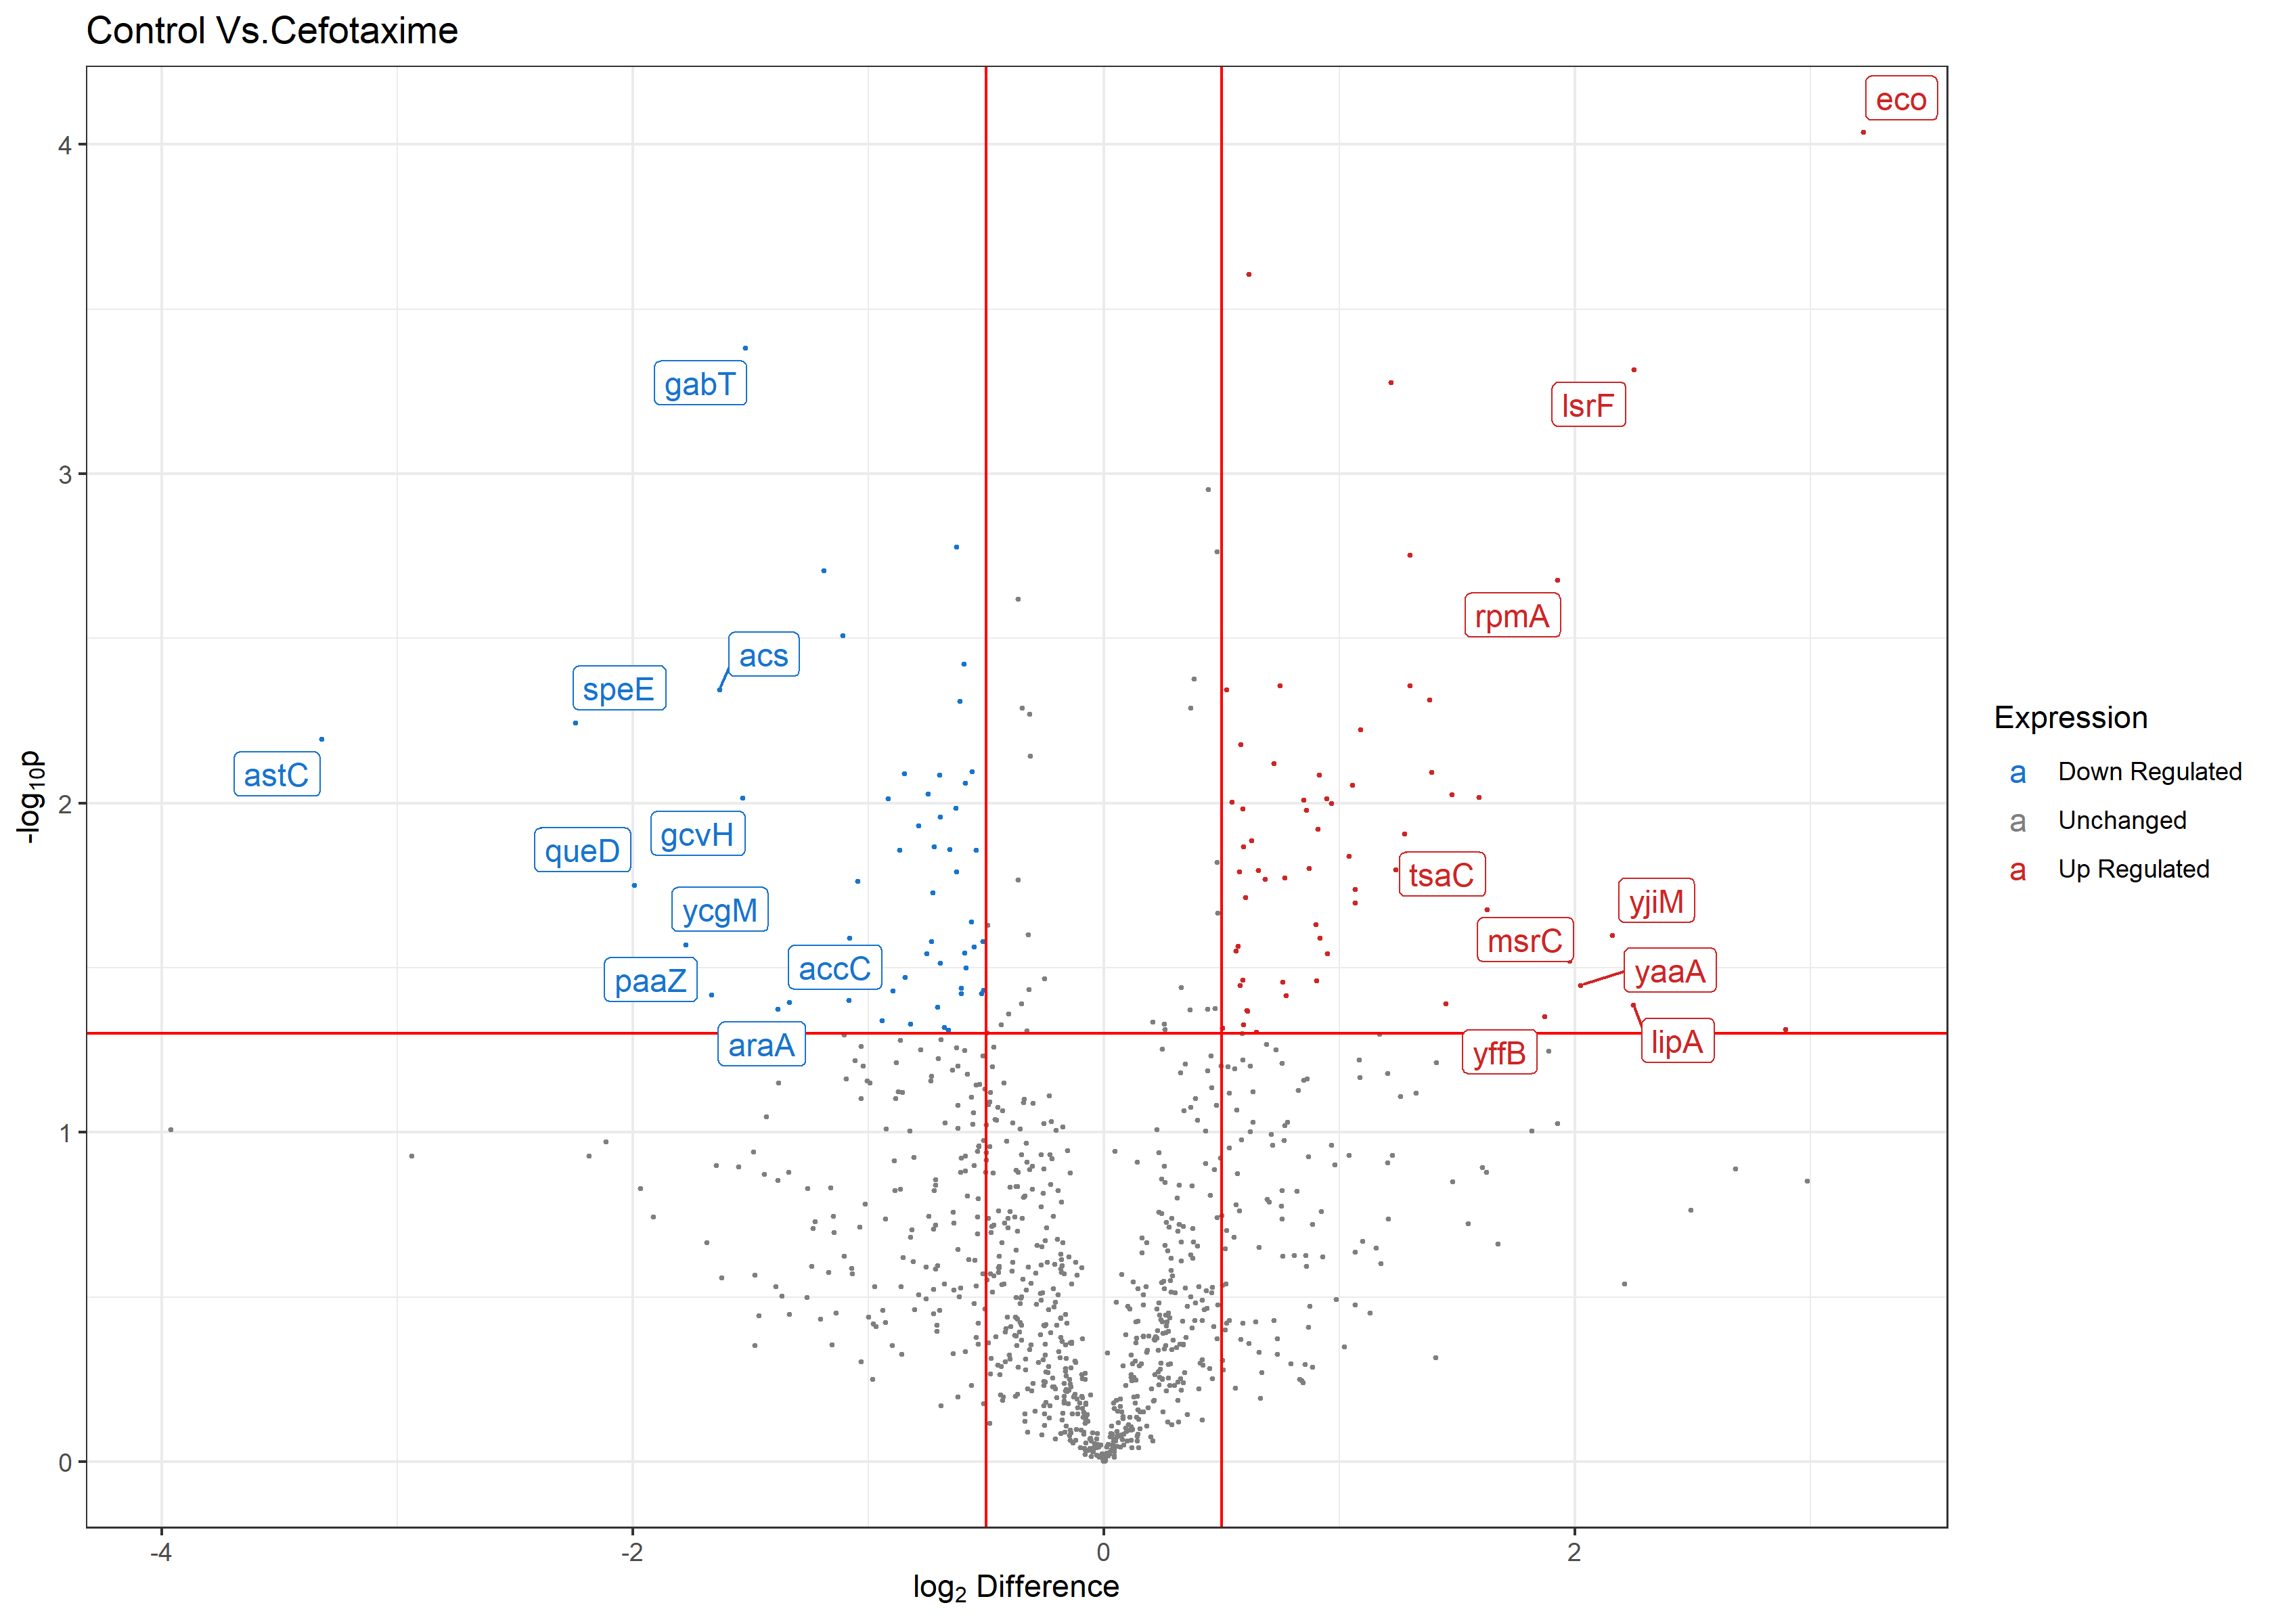 Control Vs.Cefotaxime
eco
4
gabT
lsrF
3
rpmA
acs
speE
Expression
astC
a Down Regulated
-log10p
2
gcvH
a Unchanged
queD
tsaC
a Up Regulated
ycgM
yjiM
msrC
accC
yaaA
paaZ
araA
yffB
lipA
1
0
-4
-2
0
2
log2 Difference